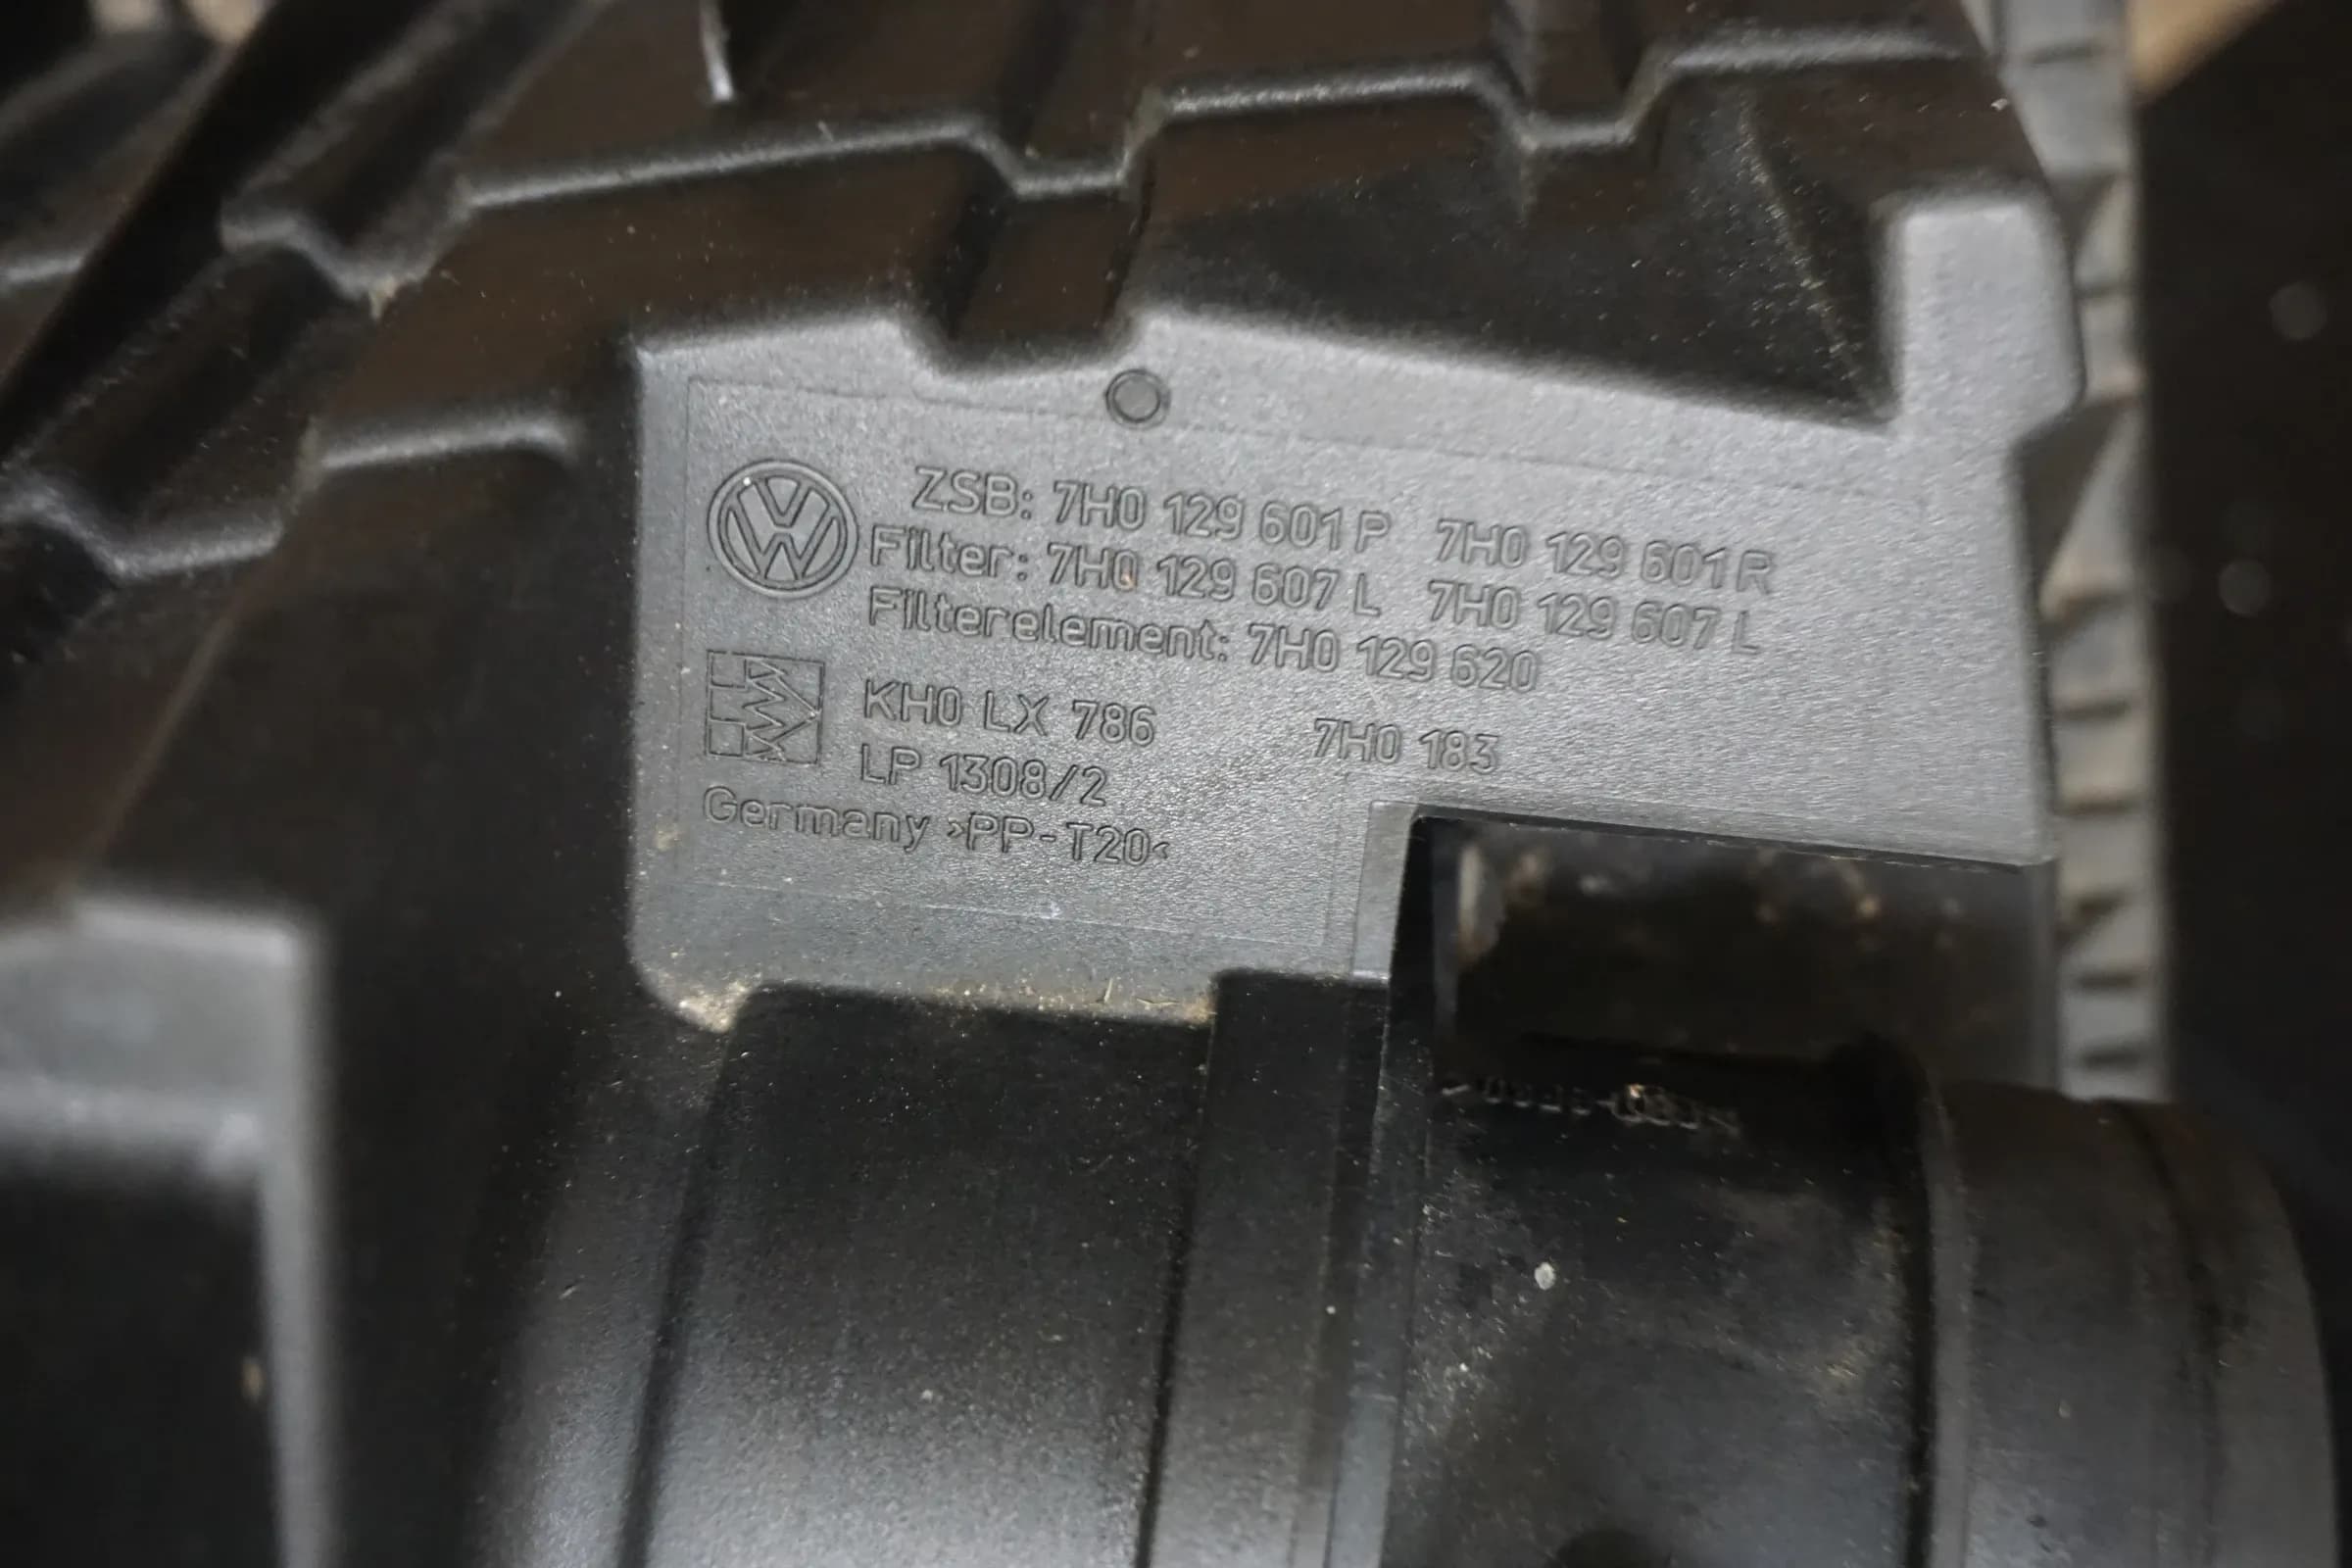 ZSB: 7H0 129 601 P 7H0 129 601 R
Filter: 7H0 129 607 L 7H0 129 607 L
Filterelement: 7H0 129 620
KH0 LX 786 7H0 183
LP 1308/2
Germany >PP-T20<